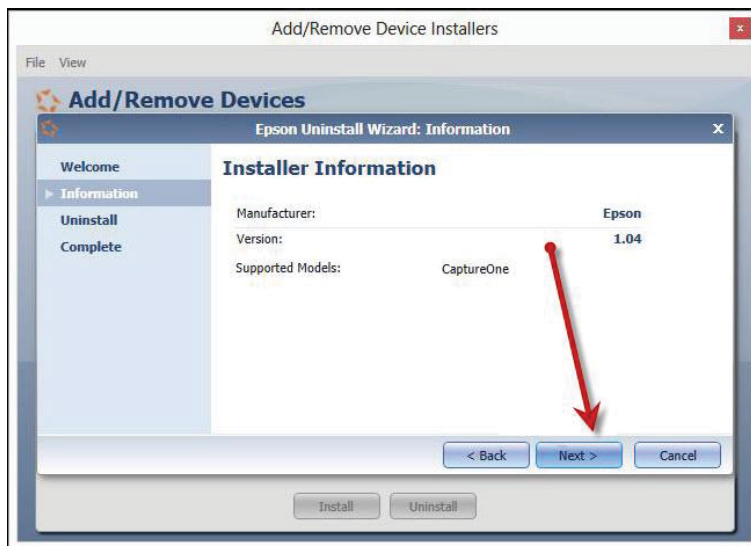 Add/Remove Device Installers
x
File View
Add/Remove Devices
Epson Uninstall Wizard: Information
x
Welcome
Information
Uninstall
Complete
Installer Information
Manufacturer: Epson
Version: 1.04
Supported Models: CaptureOne
< Back Next > Cancel
Install Uninstall